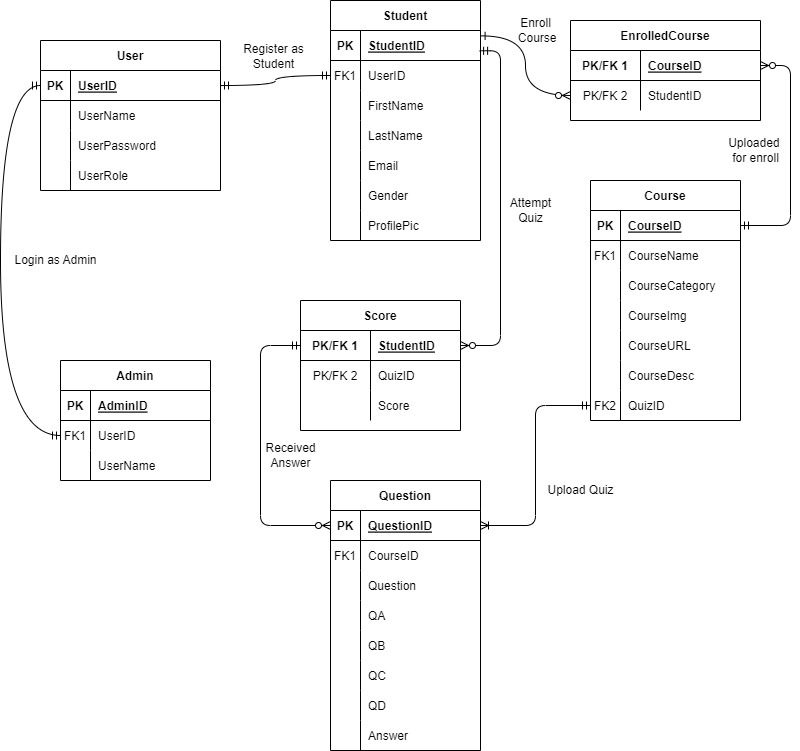 User
PK
UserID
UserName
UserPassword
UserRole
Register as
Student
Student
PK
StudentID
FK1
UserID
FirstName
LastName
Email
Gender
ProfilePic
Enroll
Course
EnrolledCourse
PK/FK 1
CourseID
PK/FK 2
StudentID
Uploaded
for enroll
Attempt
Quiz
Course
PK
CourseID
FK1
CourseName
CourseCategory
CourseImg
CourseURL
CourseDesc
FK2
QuizID
Login as Admin
Score
PK/FK 1
StudentID
PK/FK 2
QuizID
Score
Admin
PK
AdminID
FK1
UserID
UserName
Received
Answer
Upload Quiz
Question
PK
QuestionID
FK1
CourseID
Question
QA
QB
QC
QD
Answer